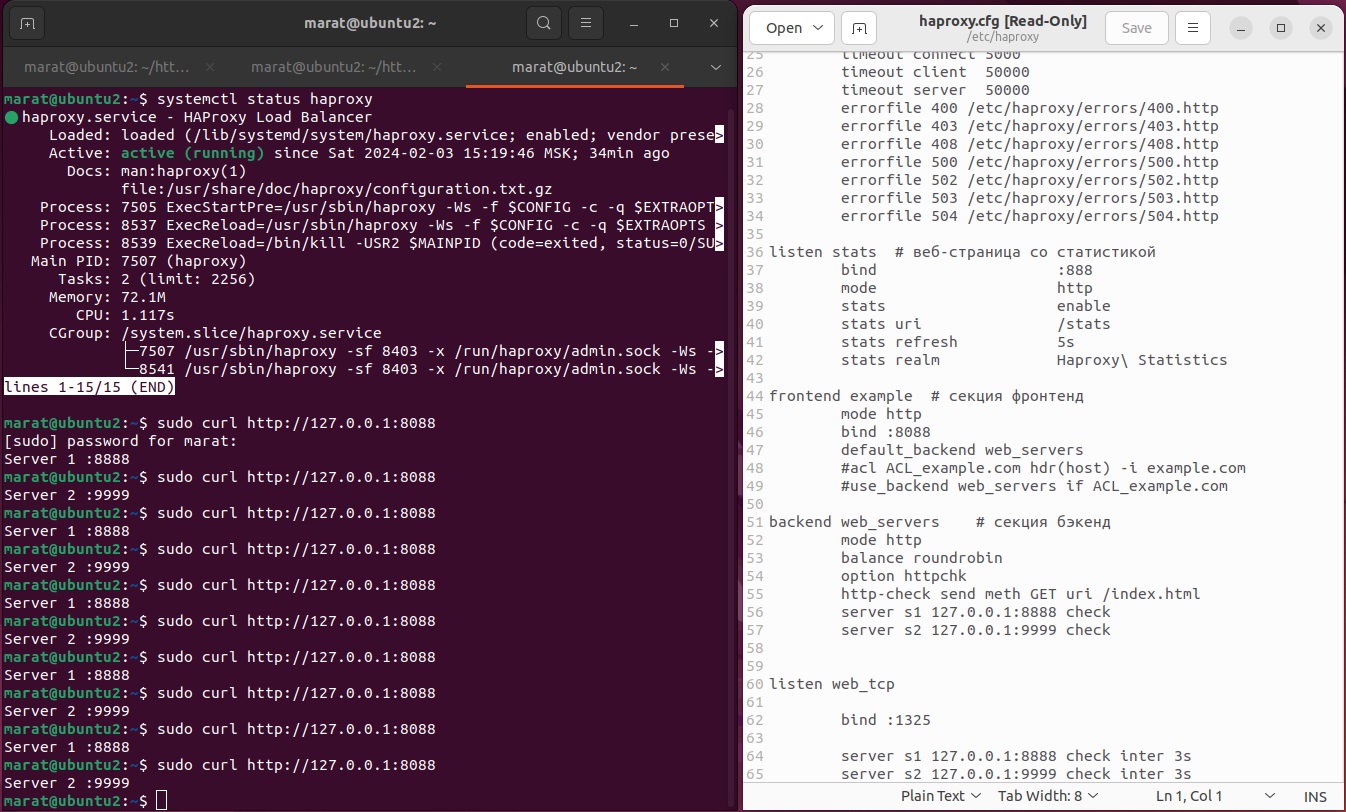 marat@ubuntu2: ~
marat@ubuntu2: ~/htt...
marat@ubuntu2: ~/htt...
marat@ubuntu2: ~
marat@ubuntu2:~$ systemctl status haproxy
haproxy.service - HAProxy Load Balancer
Loaded: loaded (/lib/systemd/system/haproxy.service; enabled; vendor prese>
Active: active (running) since Sat 2024-02-03 15:19:46 MSK; 34min ago
Docs: man:haproxy(1)
file:/usr/share/doc/haproxy/configuration.txt.gz
Process: 7505 ExecStartPre=/usr/sbin/haproxy -Ws -f $CONFIG -c -q $EXTRAOPT>
Process: 8537 ExecReload=/usr/sbin/haproxy -Ws -f $CONFIG -c -q $EXTRAOPTS >
Process: 8539 ExecReload=/bin/kill -USR2 $MAINPID (code=exited, status=0/SU>
Main PID: 7507 (haproxy)
Tasks: 2 (limit: 2256)
Memory: 72.1M
CPU: 1.117s
CGroup: /system.slice/haproxy.service
├─7507 /usr/sbin/haproxy -sf 8403 -x /run/haproxy/admin.sock -Ws ->
└─8541 /usr/sbin/haproxy -sf 8403 -x /run/haproxy/admin.sock -Ws ->
lines 1-15/15 (END)
marat@ubuntu2:~$ sudo curl http://127.0.0.1:8088
[sudo] password for marat:
Server 1 :8888
marat@ubuntu2:~$ sudo curl http://127.0.0.1:8088
Server 2 :9999
marat@ubuntu2:~$ sudo curl http://127.0.0.1:8088
Server 1 :8888
marat@ubuntu2:~$ sudo curl http://127.0.0.1:8088
Server 2 :9999
marat@ubuntu2:~$ sudo curl http://127.0.0.1:8088
Server 1 :8888
marat@ubuntu2:~$ sudo curl http://127.0.0.1:8088
Server 2 :9999
marat@ubuntu2:~$ sudo curl http://127.0.0.1:8088
Server 1 :8888
marat@ubuntu2:~$ sudo curl http://127.0.0.1:8088
Server 2 :9999
marat@ubuntu2:~$ sudo curl http://127.0.0.1:8088
Server 1 :8888
marat@ubuntu2:~$ sudo curl http://127.0.0.1:8088
Server 2 :9999
marat@ubuntu2:~$
Open
haproxy.cfg [Read-Only]
/etc/haproxy
Save
25 timeout connect 5000
26 timeout client  50000
27 timeout server  50000
28 errorfile 400 /etc/haproxy/errors/400.http
29 errorfile 403 /etc/haproxy/errors/403.http
30 errorfile 408 /etc/haproxy/errors/408.http
31 errorfile 500 /etc/haproxy/errors/500.http
32 errorfile 502 /etc/haproxy/errors/502.http
33 errorfile 503 /etc/haproxy/errors/503.http
34 errorfile 504 /etc/haproxy/errors/504.http
35
36 listen stats  # веб-страница со статистикой
37 bind :888
38 mode http
39 stats enable
40 stats uri /stats
41 stats refresh 5s
42 stats realm Haproxy\ Statistics
43
44 frontend example  # секция фронтенд
45 mode http
46 bind :8088
47 default_backend web_servers
48 #acl ACL_example.com hdr(host) -i example.com
49 #use_backend web_servers if ACL_example.com
50
51 backend web_servers    # секция бэкенд
52 mode http
53 balance roundrobin
54 option httpchk
55 http-check send meth GET uri /index.html
56 server s1 127.0.0.1:8888 check
57 server s2 127.0.0.1:9999 check
58
59
60 listen web_tcp
61
62 bind :1325
63
64 server s1 127.0.0.1:8888 check inter 3s
65 server s2 127.0.0.1:9999 check inter 3s
Plain Text
Tab Width: 8
Ln 1, Col 1
INS